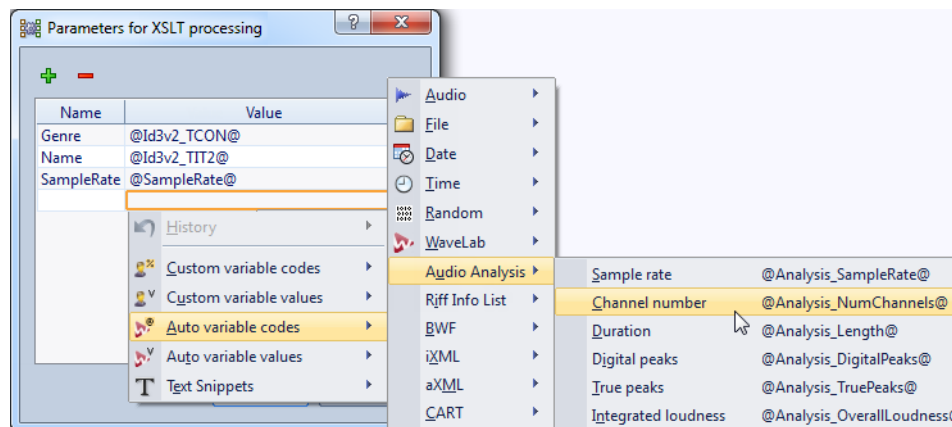 Parameters for XSLT processing
Name Value
Genre @Id3v2_TCON@
Name @Id3v2_TIT2@
SampleRate @SampleRate@
History
Custom variable codes
Custom variable values
Auto variable codes
Auto variable values
Text Snippets
Audio
File
Date
Time
Random
WaveLab
Audio Analysis
Riff Info List
BWF
iXML
aXML
CART
Sample rate @Analysis_SampleRate@
Channel number @Analysis_NumChannels@
Duration @Analysis_Length@
Digital peaks @Analysis_DigitalPeaks@
True peaks @Analysis_TruePeaks@
Integrated loudness @Analysis_OverallLoudness@